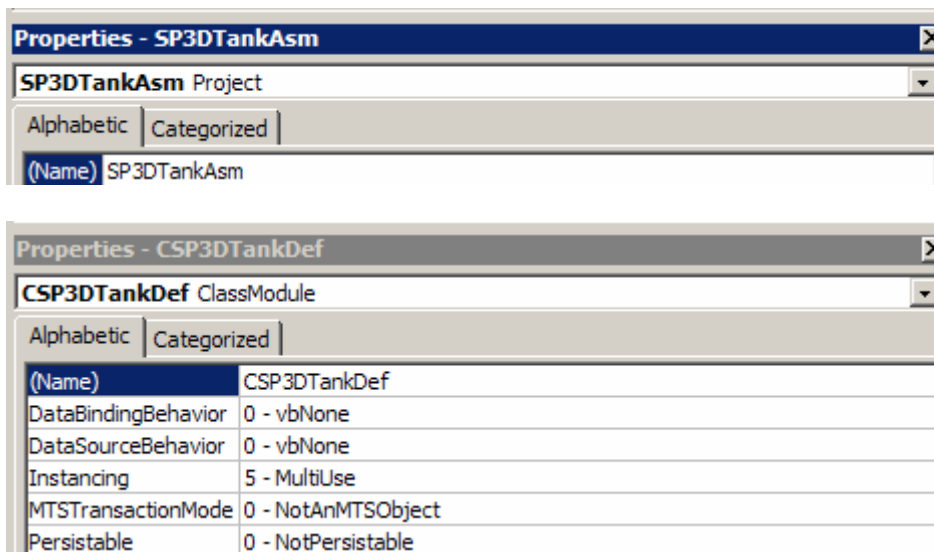 Properties - SP3DTankAsm
SP3DTankAsm Project
Alphabetic Categorized
(Name) SP3DTankAsm
Properties - CSP3DTankDef
CSP3DTankDef ClassModule
Alphabetic Categorized
(Name) CSP3DTankDef
DataBindingBehavior 0 - vbNone
DataSourceBehavior 0 - vbNone
Instancing 5 - MultiUse
MTSTransactionMode 0 - NotAnMTSObject
Persistable 0 - NotPersistable